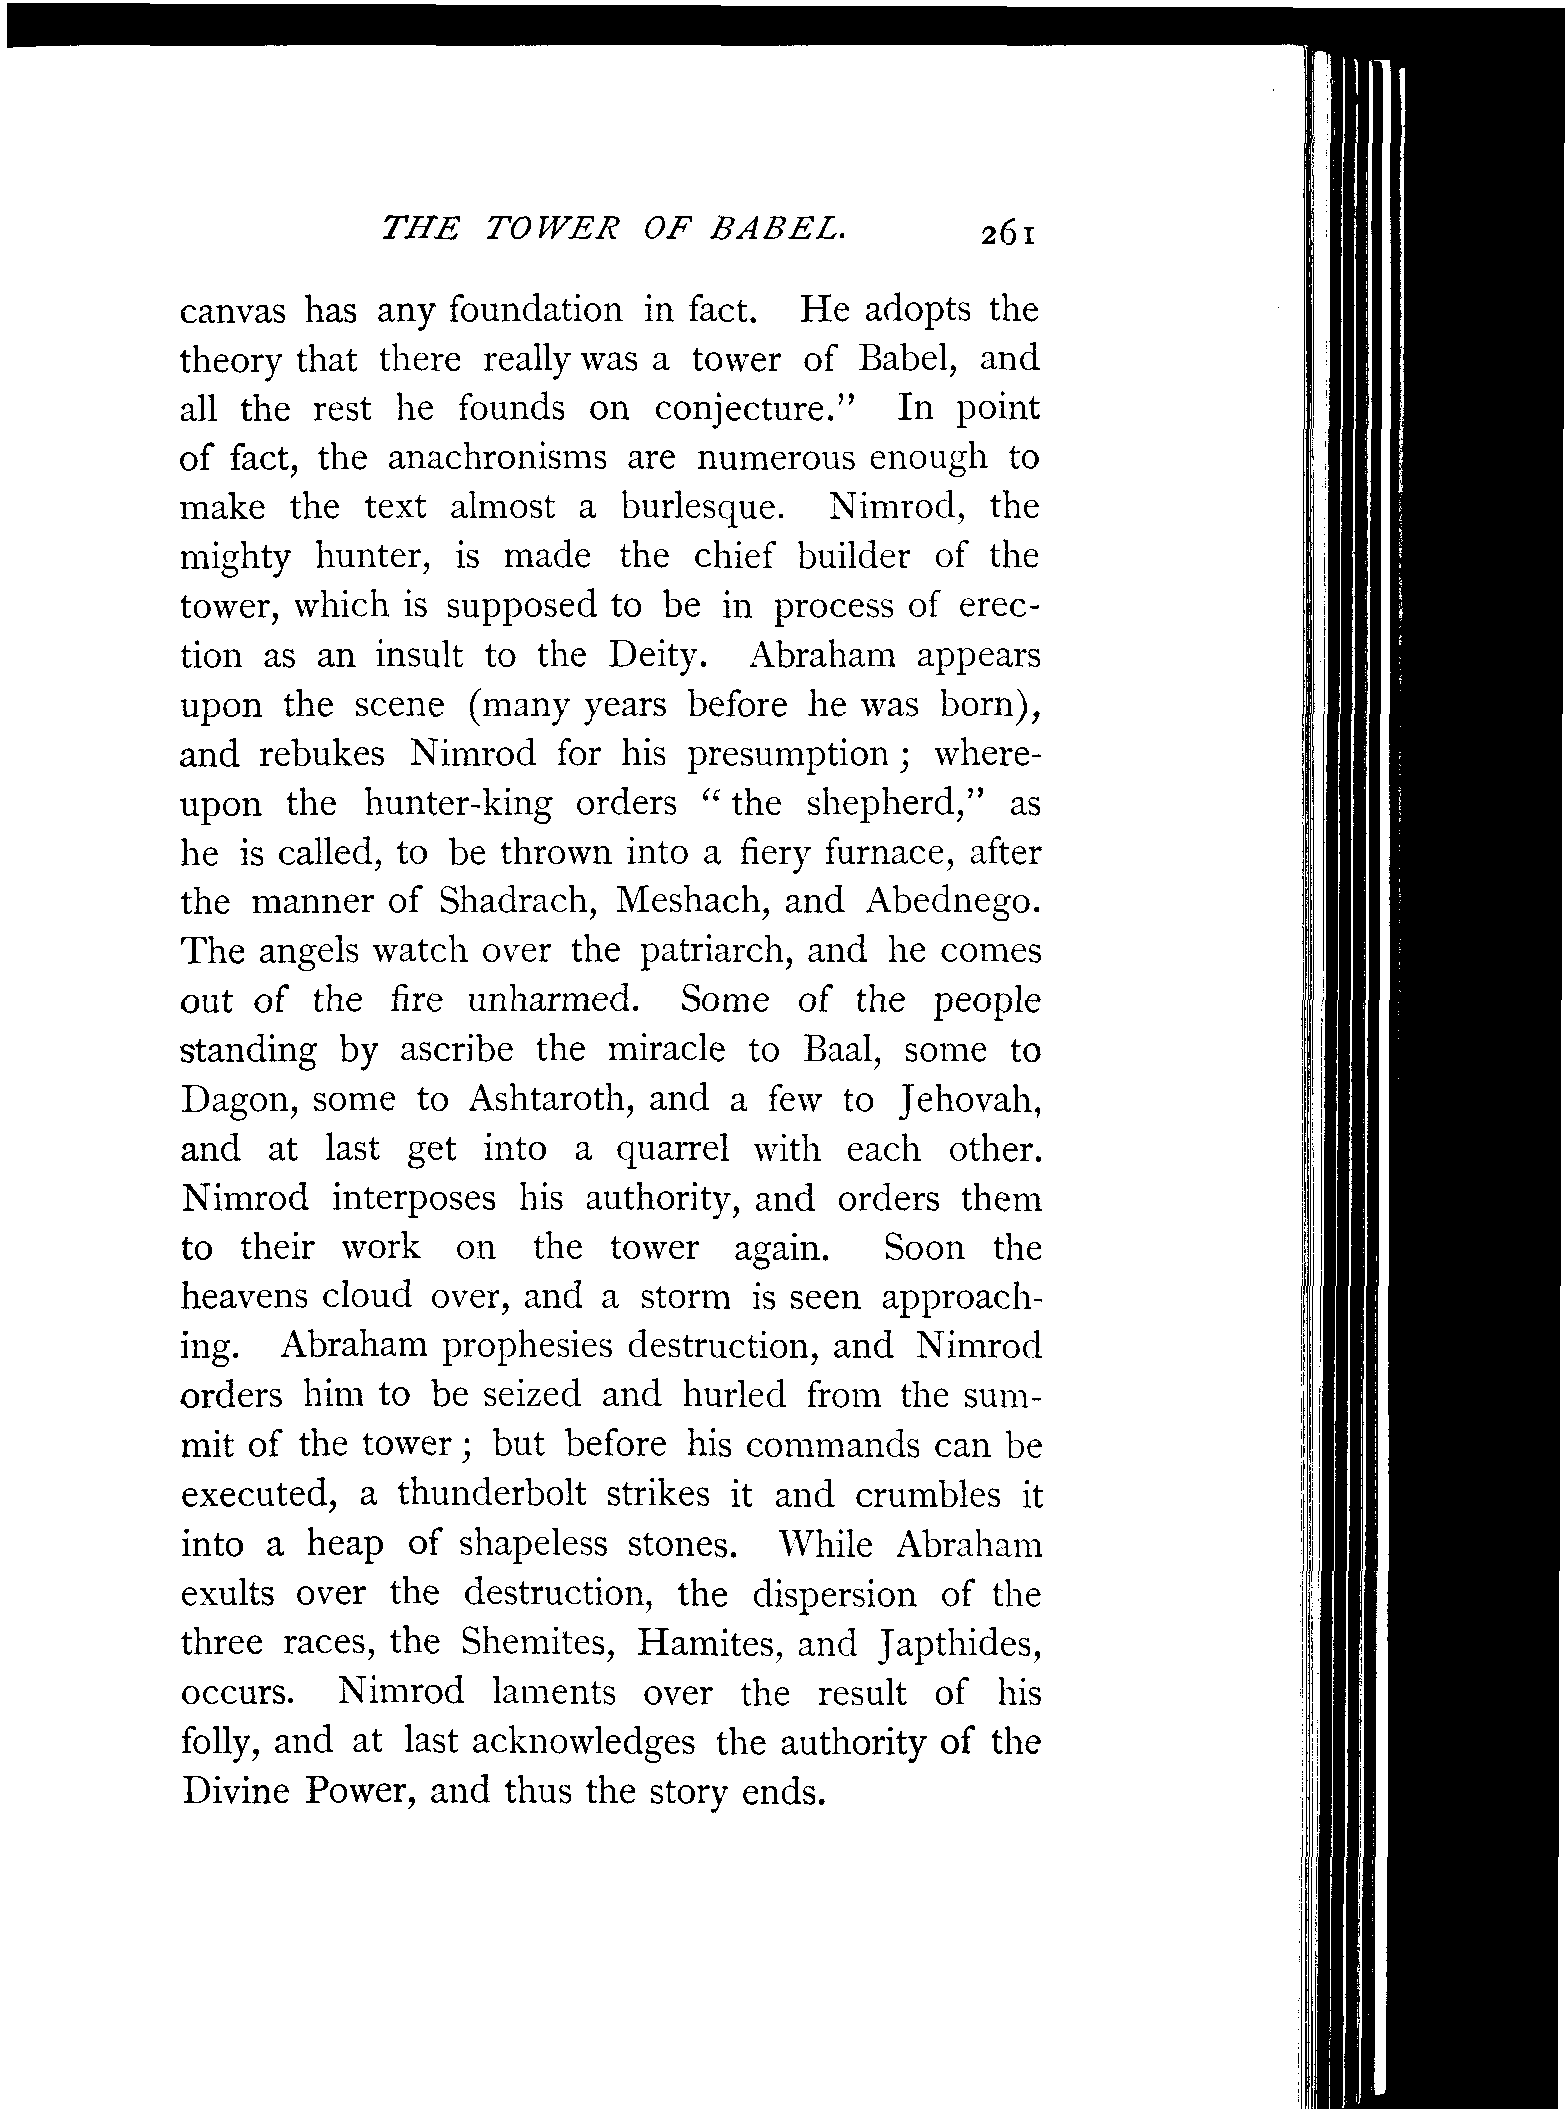 THE TOWER OF BABEL. 261
canvas has any foundation in fact. He adopts the
theory that there really was a tower of Babel, and
all the rest he founds on conjecture.” In point
of fact, the anachronisms are numerous enough to
make the text almost a burlesque. Nimrod, the
mighty hunter, is made the chief builder of the
tower, which is supposed to be in process of erec-
tion as an insult to the Deity. Abraham appears
upon the scene (many years before he was born),
and rebukes Nimrod for his presumption ; where-
upon the hunter-king orders “ the shepherd,” as
he is called, to be thrown into a fiery furnace, after
the manner of Shadrach, Meshach, and Abednego.
The angels watch over the patriarch, and he comes
out of the fire unharmed. Some of the people
standing by ascribe the miracle to Baal, some to
Dagon, some to Ashtaroth, and a few to Jehovah,
and at last get into a quarrel with each other.
Nimrod interposes his authority, and orders them
to their work on the tower again. Soon the
heavens cloud over, and a storm is seen approach-
ing. Abraham prophesies destruction, and Nimrod
orders him to be seized and hurled from the sum-
mit of the tower ; but before his commands can be
executed, a thunderbolt strikes it and crumbles it
into a heap of shapeless stones. While Abraham
exults over the destruction, the dispersion of the
three races, the Shemites, Hamites, and Japthides,
occurs. Nimrod laments over the result of his
folly, and at last acknowledges the authority of the
Divine Power, and thus the story ends.